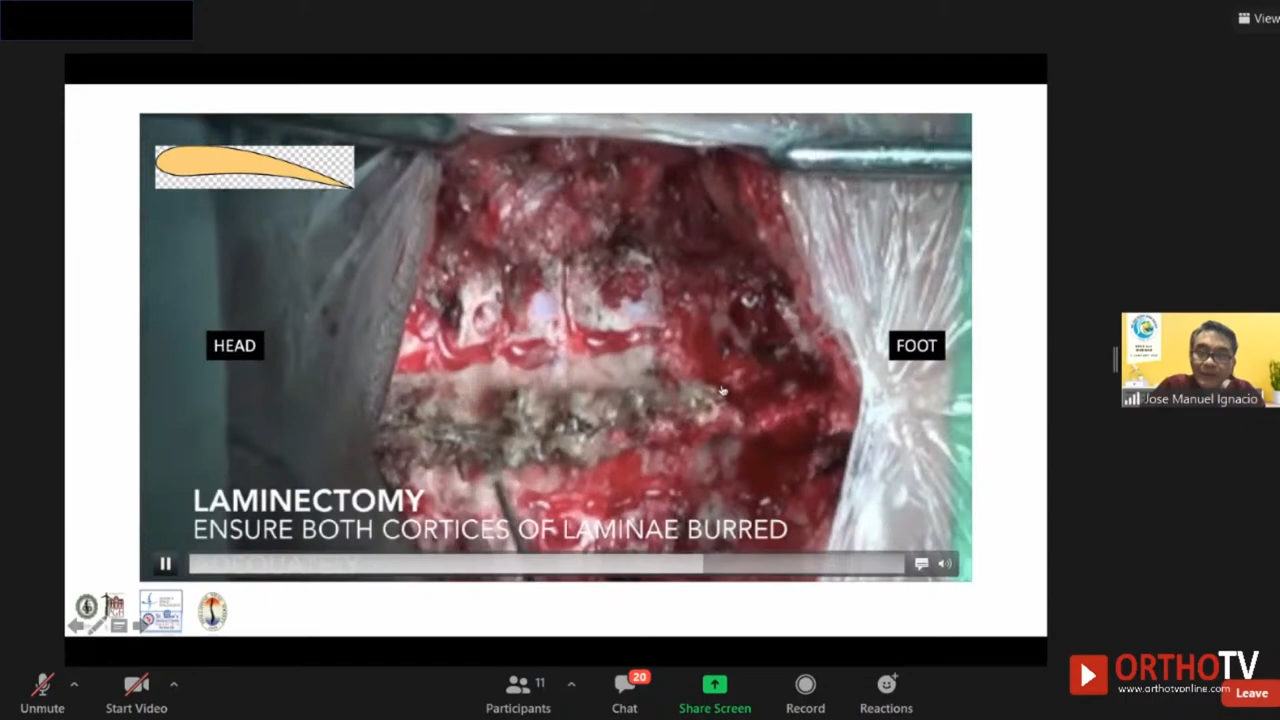 View
HEAD
FOOT
Jose Manuel Ignacio
LAMINECTOMY
ENSURE BOTH CORTICES OF LAMINAE BURRED
ORTHOTV
www.orthotvonline.com
Leave
Unmute
Start Video
11
Participants
20
Chat
Share Screen
Record
Reactions